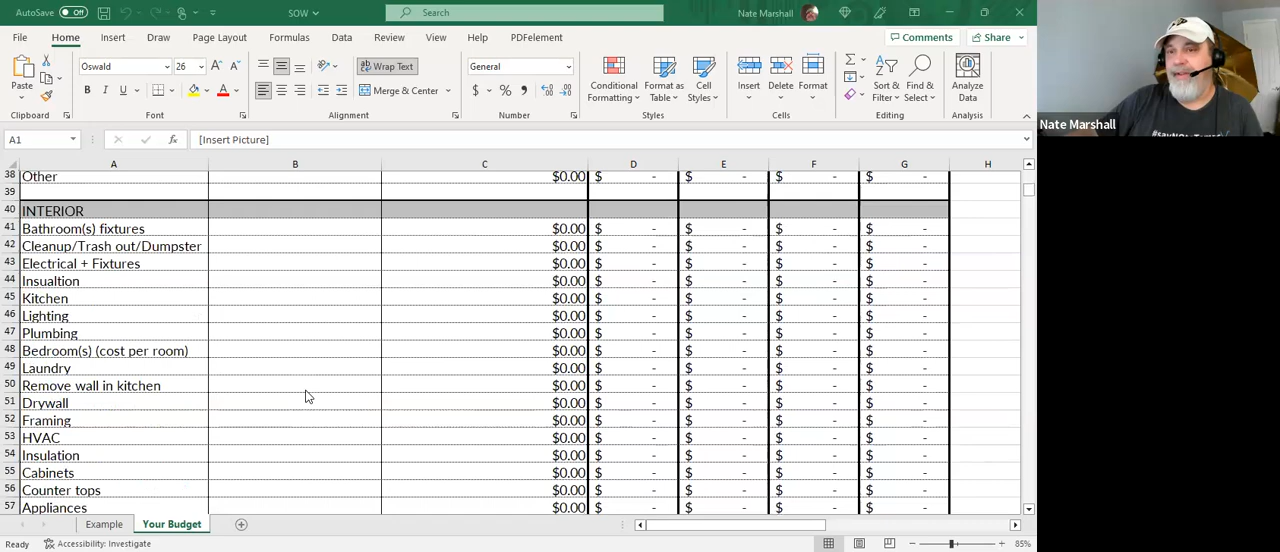 AutoSave Off SOW Search Nate Marshall
File Home Insert Draw Page Layout Formulas Data Review View Help PDFelement Comments Share
Paste Oswald 26 A A Wrap Text General Conditional Formatting Format as Table Cell Styles Insert Delete Format Sort & Filter Find & Select Analyze Data
B I U A Merge & Center $ % ,
Clipboard Font Alignment Number Styles Cells Editing Analysis
A1 fx [Insert Picture]
A B C D E F G H
38 Other $0.00 $ - $ - $ - $ -
39
40 INTERIOR
41 Bathroom(s) fixtures $0.00 $ - $ - $ - $ -
42 Cleanup/Trash out/Dumpster $0.00 $ - $ - $ - $ -
43 Electrical + Fixtures $0.00 $ - $ - $ - $ -
44 Insualtion $0.00 $ - $ - $ - $ -
45 Kitchen $0.00 $ - $ - $ - $ -
46 Lighting $0.00 $ - $ - $ - $ -
47 Plumbing $0.00 $ - $ - $ - $ -
48 Bedroom(s) (cost per room) $0.00 $ - $ - $ - $ -
49 Laundry $0.00 $ - $ - $ - $ -
50 Remove wall in kitchen $0.00 $ - $ - $ - $ -
51 Drywall $0.00 $ - $ - $ - $ -
52 Framing $0.00 $ - $ - $ - $ -
53 HVAC $0.00 $ - $ - $ - $ -
54 Insulation $0.00 $ - $ - $ - $ -
55 Cabinets $0.00 $ - $ - $ - $ -
56 Counter tops $0.00 $ - $ - $ - $ -
57 Appliances $0.00 $ - $ - $ - $ -
Example Your Budget
Ready Accessibility: Investigate 85%
Nate Marshall